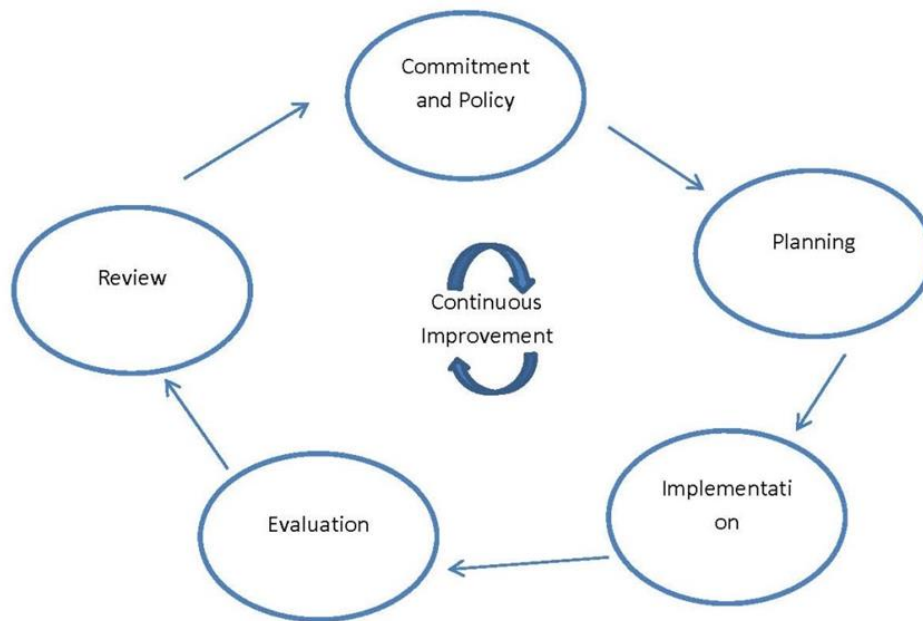 Commitment
and Policy
Planning
Implementati
on
Evaluation
Review
Continuous
Improvement